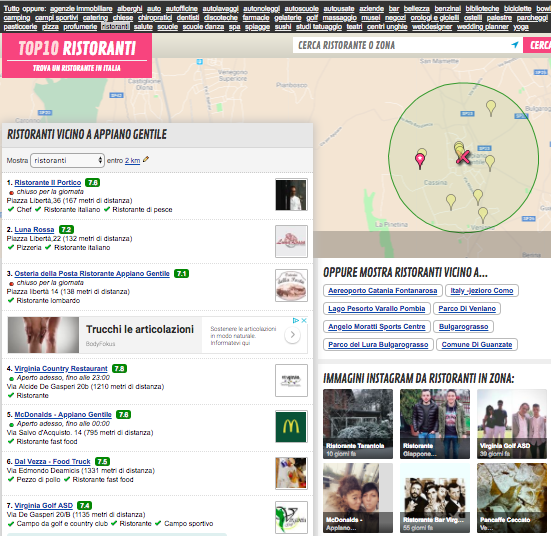 Tutto oppure: agenzie immobiliare alberghi auto autofficine autolavaggi autonoleggi autoscuole autousate aziende bar bellezza benzinai biblioteche biciclette bowling
camping campi sportivi catering chiese chiropratici dentisti discoteche farmacie gelaterie golf massaggio musei negozi orologi e gioielli ostelli palestre parcheggi
pasticcerie pizza profumerie ristoranti salute scuole scuole danza spa spiagge sushi studi tatuaggio teatri centri unghie webdesigner wedding planner yoga
TOP10 RISTORANTI
TROVA UN RISTORANTE IN ITALIA
CERCA RISTORANTE O ZONA
CERCA
Castiglione Olona
Venegono Superiore
Piambosco
San Mamette
Cazaino
La Pinetina
RISTORANTI VICINO A APPIANO GENTILE
Mostra ristoranti entro 2 km
1. Ristorante Il Portico 7.6
chiuso per la giornata
Piazza Libertà,36 (167 metri di distanza)
Chef Ristorante italiano Ristorante di pesce
2. Luna Rossa 7.2
Piazza Libertà,22 (132 metri di distanza)
Pizzeria Ristorante italiano
3. Osteria della Posta Ristorante Appiano Gentile 7.1
chiuso per la giornata
Piazza Libertà 14 (138 metri di distanza)
Ristorante lombardo
Trucchi le articolazioni
BodyFokus
Sostenere le articolazioni in modo naturale. Informatevi qui
4. Virginia Country Restaurant 7.8
Aperto adesso, fino alle 23:00
Via Alcide De Gasperi 20b (1210 metri di distanza)
Ristorante
5. McDonalds - Appiano Gentile 7.6
Aperto adesso, fino alle 00:00
Via Salvo d'Acquisto. 14 (795 metri di distanza)
Ristorante fast food
6. Dal Vezza - Food Truck 7.5
Via Edmondo Deamicis (1331 metri di distanza)
Pezzo di pollo Ristorante fast food
7. Virginia Golf ASD 7.4
Via De Gasperi 20/B (1135 metri di distanza)
Campo da golf e country club Ristorante Campo sportivo
OPPURE MOSTRA RISTORANTI VICINO A...
Aereoporto Catania Fontanarosa Italy -jezioro Como
Lago Pesorto Varallo Pombia Parco Di Veniano
Angelo Moratti Sports Centre Bulgarograsso
Parco del Lura Bulgarograsso Comune Di Guanzate
IMMAGINI INSTAGRAM DA RISTORANTI IN ZONA:
Ristorante Tarantola
10 giorni fa
Ristorante Giappone...
Virginia Golf ASD
39 giorni fa
McDonalds - Appiano...
Ristorante Bar Virg...
55 giorni fa
Pancaffe Ceccato Ve...